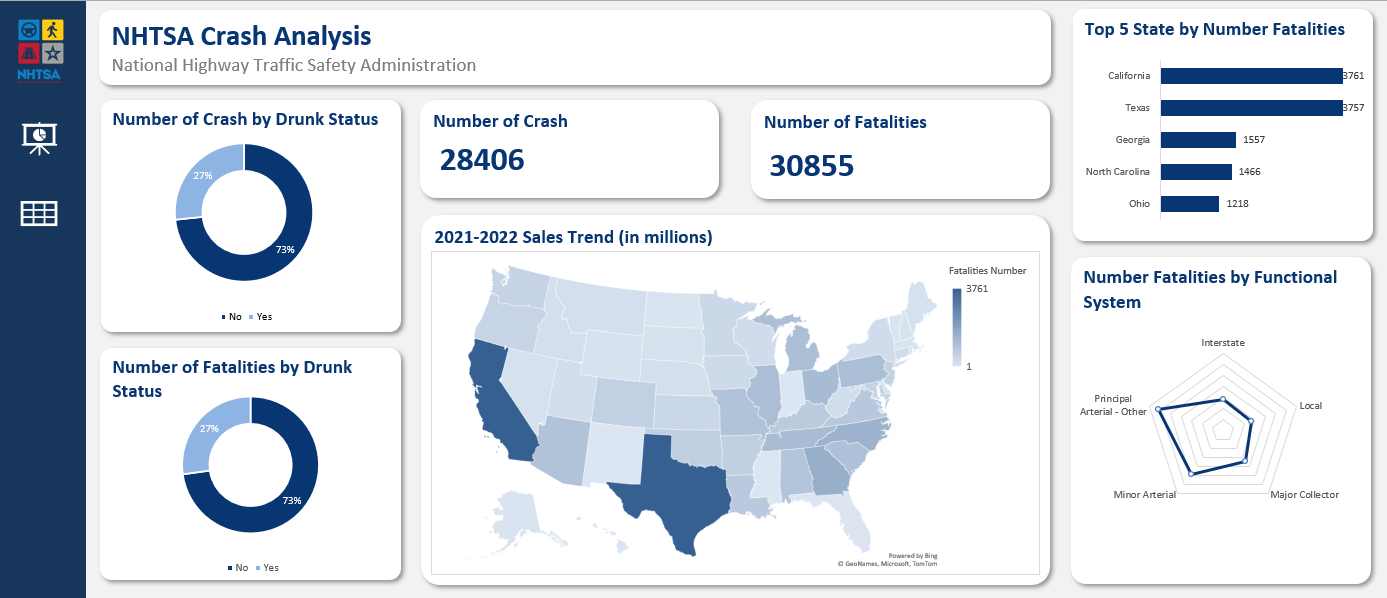 NHTSA
NHTSA Crash Analysis
National Highway Traffic Safety Administration
Number of Crash by Drunk Status
27%
73%
No Yes
Number of Fatalities by Drunk
Status
27%
73%
No Yes
Number of Crash
28406
Number of Fatalities
30855
2021-2022 Sales Trend (in millions)
Fatalities Number
3761
1
Powered by Bing
© GeoNames, Microsoft, TomTom
Top 5 State by Number Fatalities
California 3761
Texas 3757
Georgia 1557
North Carolina 1466
Ohio 1218
Number Fatalities by Functional
System
Interstate
Local
Major Collector
Minor Arterial
Principal
Arterial - Other